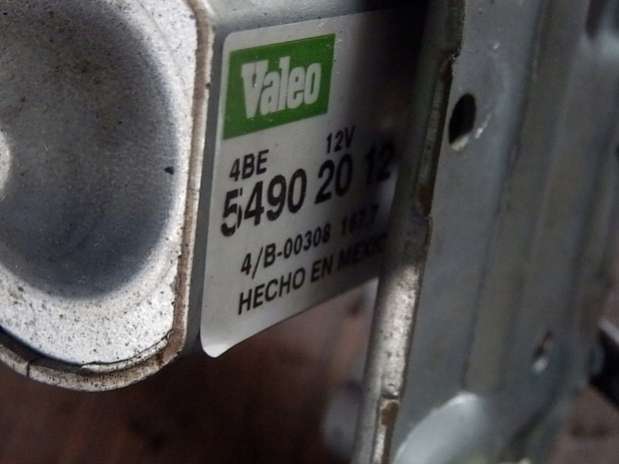 Valeo
4BE 12V
5490 20 12
4/B-00308
HECHO EN MEXICO